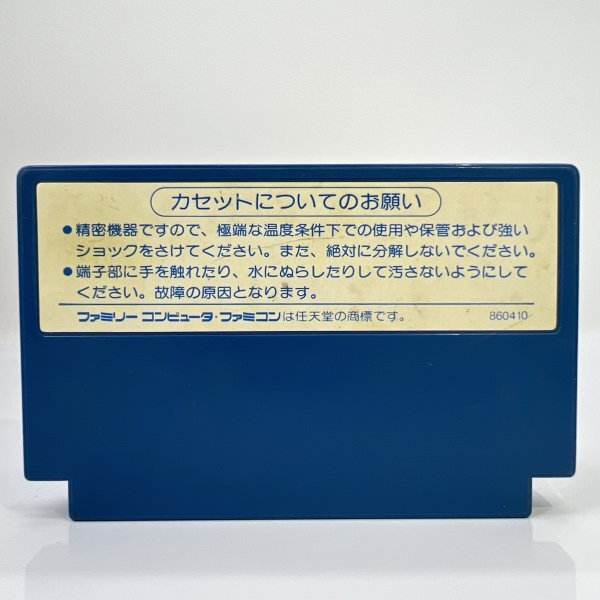 カセットについてのお願い
●精密機器ですので、極端な温度条件下での使用や保管および強い
ショックをさけてください。また、絶対に分解しないでください。
●端子部に手を触れたり、水にぬらしたりして汚さないようにして
ください。故障の原因となります。
ファミリー コンピュータ・ファミコンは任天堂の商標です。 860410